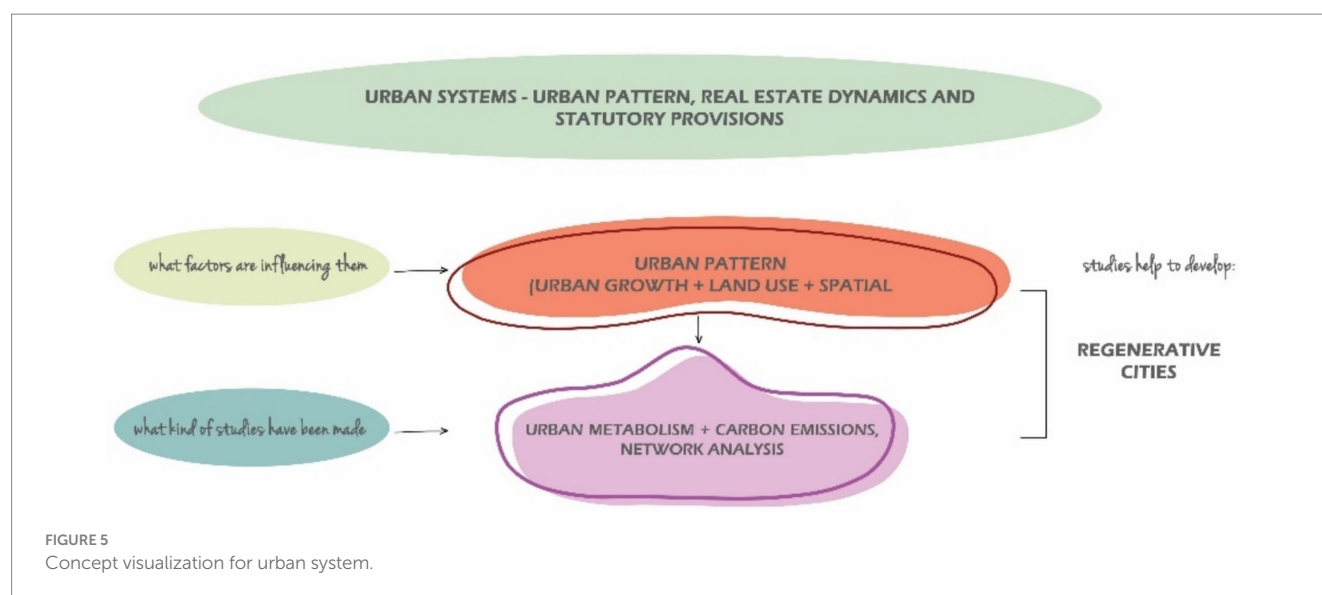 URBAN SYSTEMS - URBAN PATTERN, REAL ESTATE DYNAMICS AND
STATUTORY PROVISIONS
what factors are influencing them
URBAN PATTERN
(URBAN GROWTH + LAND USE + SPATIAL
studies help to develop:
REGENERATIVE
CITIES
what kind of studies have been made
URBAN METABOLISM + CARBON EMISSIONS,
NETWORK ANALYSIS
FIGURE 5
Concept visualization for urban system.